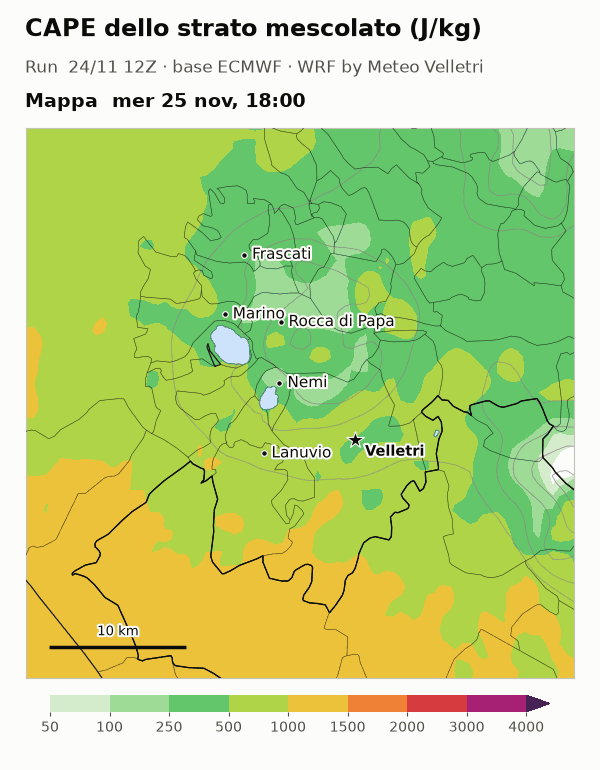 CAPE dello strato mescolato (J/kg)
Run  24/11 12Z · base ECMWF · WRF by Meteo Velletri
Mappa  mer 25 nov, 18:00
Frascati
Marino
Rocca di Papa
Nemi
Velletri
Lanuvio
10 km
50 100 250 500 1000 1500 2000 3000 4000